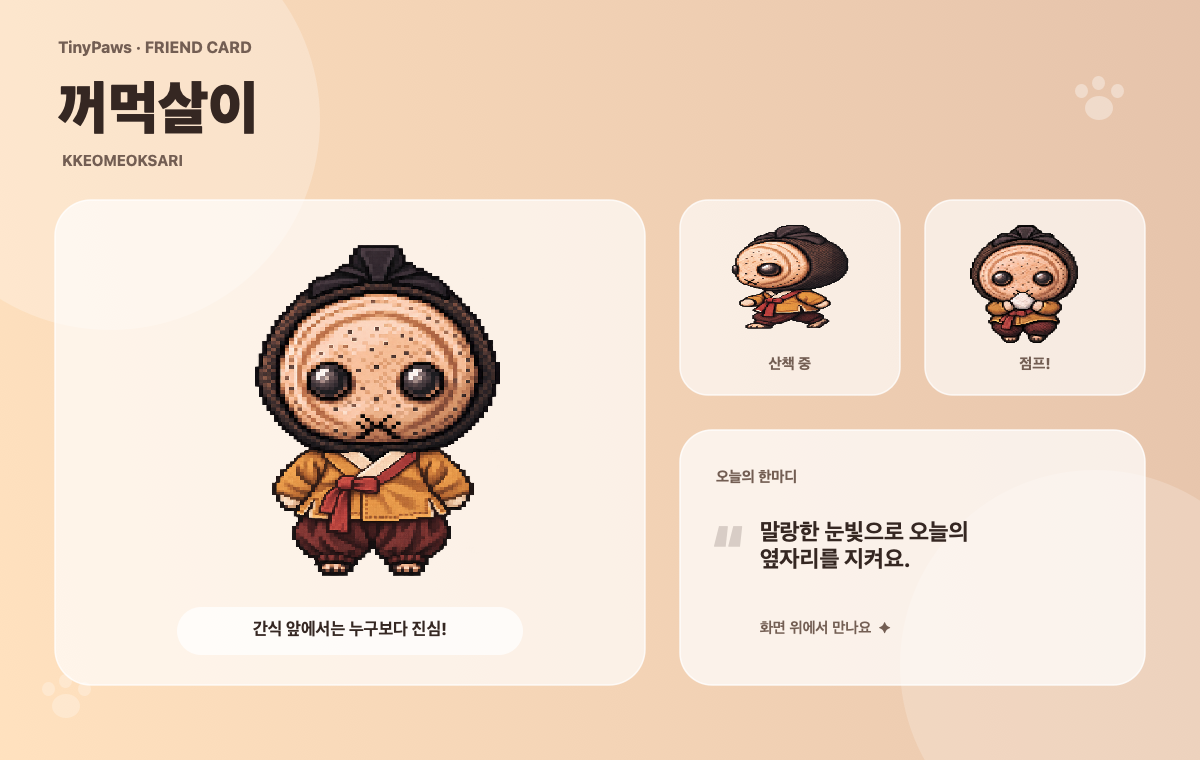 TinyPaws · FRIEND CARD
꺼먹살이
KKEOMEOKSARI
간식 앞에서는 누구보다 진심!
산책 중
점프!
오늘의 한마디
"
말랑한 눈빛으로 오늘의
옆자리를 지켜요.
화면 위에서 만나요 ✦